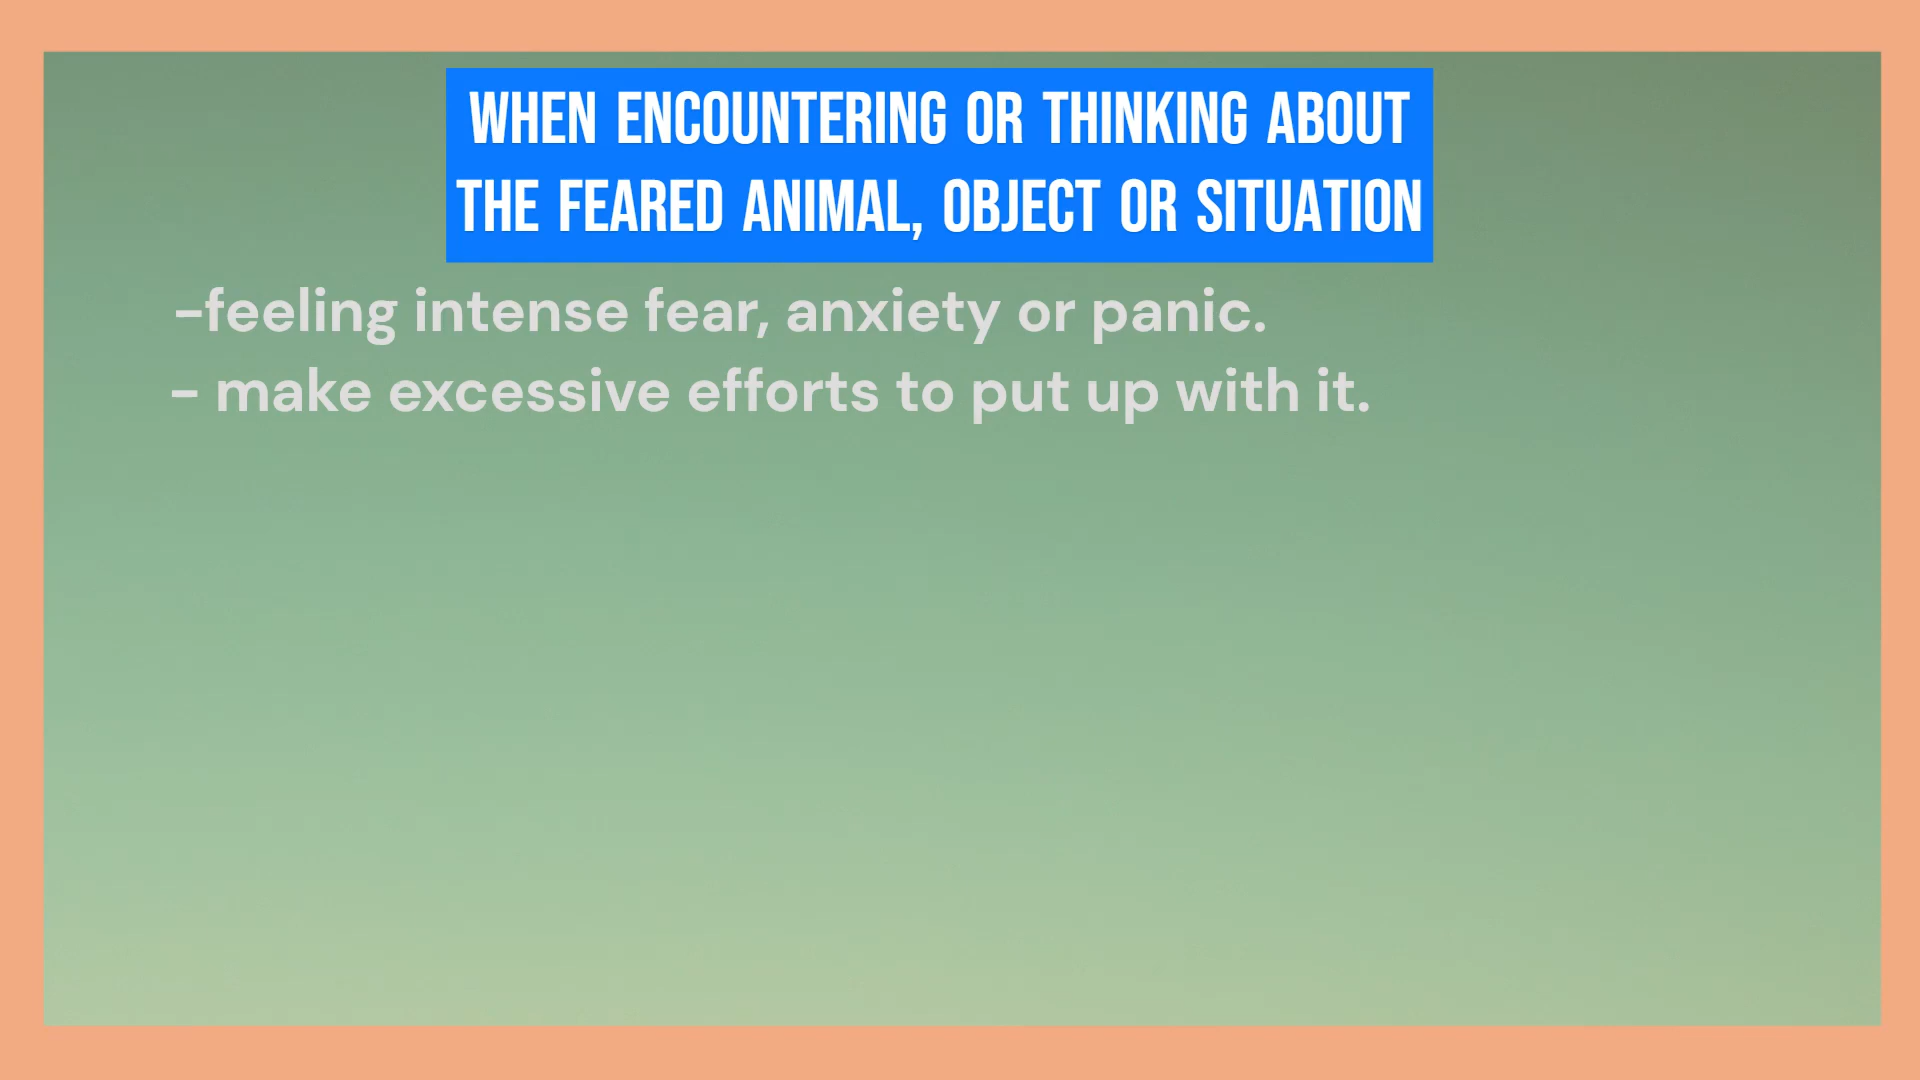 WHEN ENCOUNTERING OR THINKING ABOUT
THE FEARED ANIMAL, OBJECT OR SITUATION
-feeling intense fear, anxiety or panic.
- make excessive efforts to put up with it.